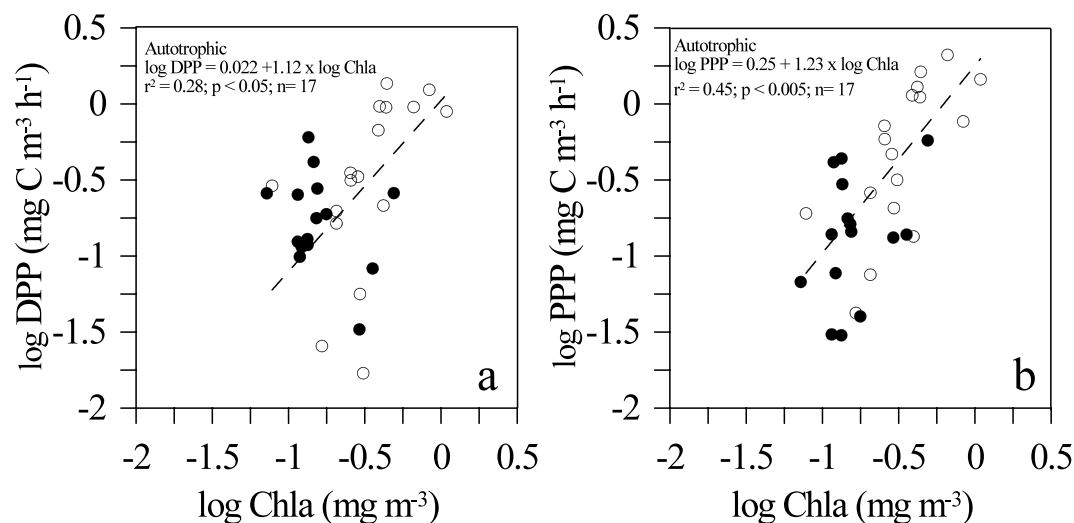 Autotrophic
log DPP = 0.022 +1.12 x log Chla
r² = 0.28; p < 0.05; n= 17
log DPP (mg C m⁻³ h⁻¹)
0.5
0
-0.5
-1
-1.5
-2
a
-2 -1.5 -1 -0.5 0 0.5
log Chla (mg m⁻³)
Autotrophic
log PPP = 0.25 + 1.23 x log Chla
r² = 0.45; p < 0.005; n= 17
log PPP (mg C m⁻³ h⁻¹)
0.5
0
-0.5
-1
-1.5
-2
b
-2 -1.5 -1 -0.5 0 0.5
log Chla (mg m⁻³)